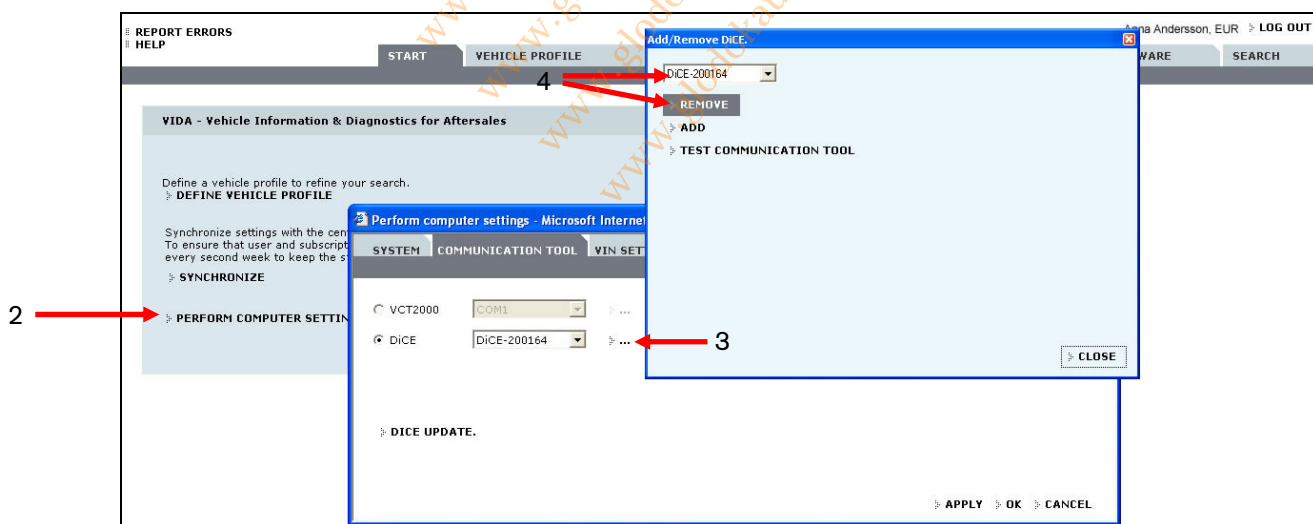 REPORT ERRORS
HELP
Anna Andersson, EUR LOG OUT
START VEHICLE PROFILE WARE SEARCH
VIDA - Vehicle Information & Diagnostics for Aftersales
Define a vehicle profile to refine your search.
DEFINE VEHICLE PROFILE
Synchronize settings with the cen
To ensure that user and subscript
every second week to keep the s
SYNCHRONIZE
2
PERFORM COMPUTER SETTIN
Perform computer settings - Microsoft Internet
SYSTEM COMMUNICATION TOOL VIN SET
VCT2000 COM1 ...
DiCE DiCE-200164 ...
3
DICE UPDATE.
APPLY OK CANCEL
Add/Remove DiCE.
DiCE-200164
4
REMOVE
ADD
TEST COMMUNICATION TOOL
CLOSE